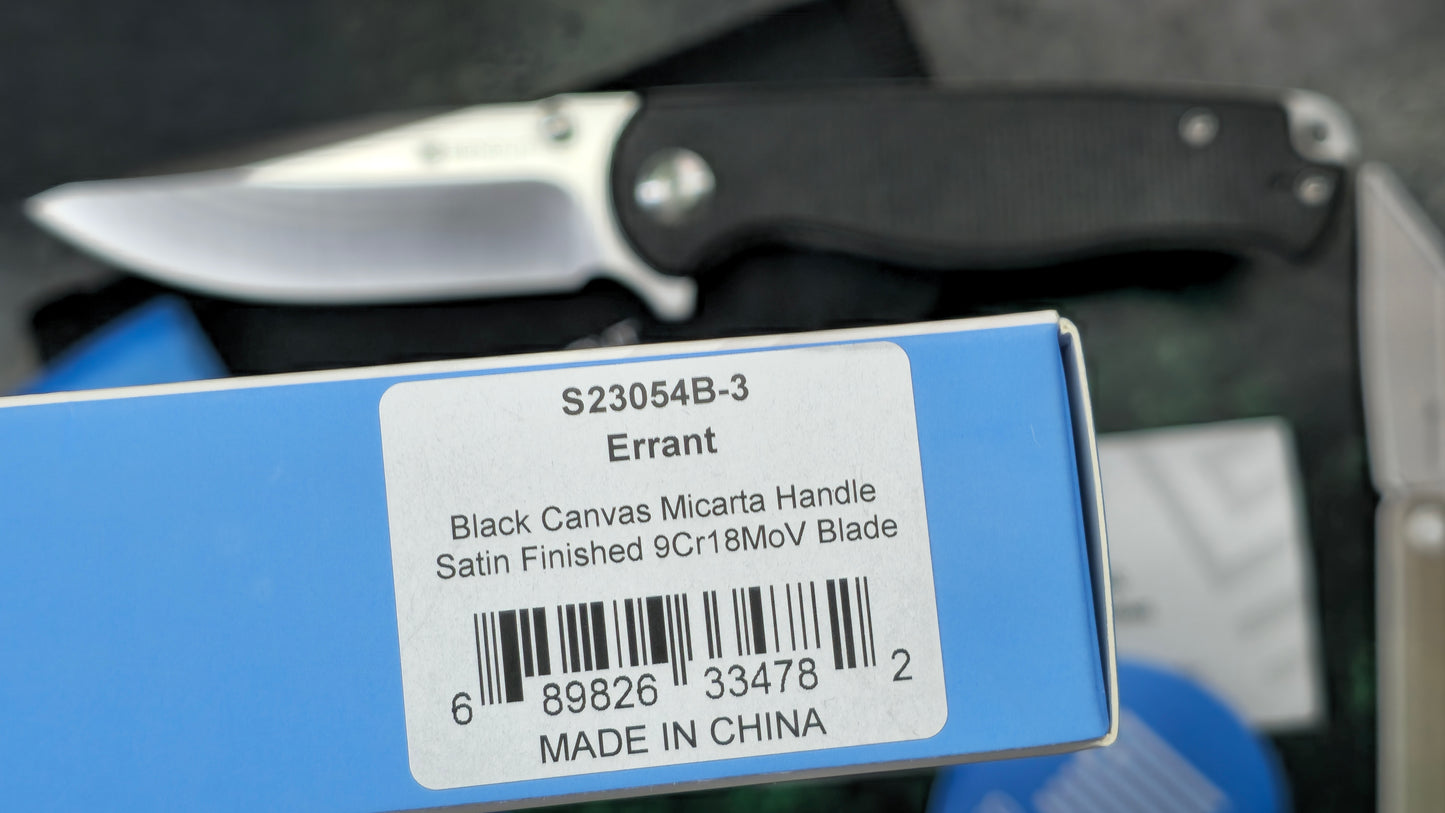 S23054B-3
Errant
Black Canvas Micarta Handle
Satin Finished 9Cr18MoV Blade
6 89826 33478 2
MADE IN CHINA